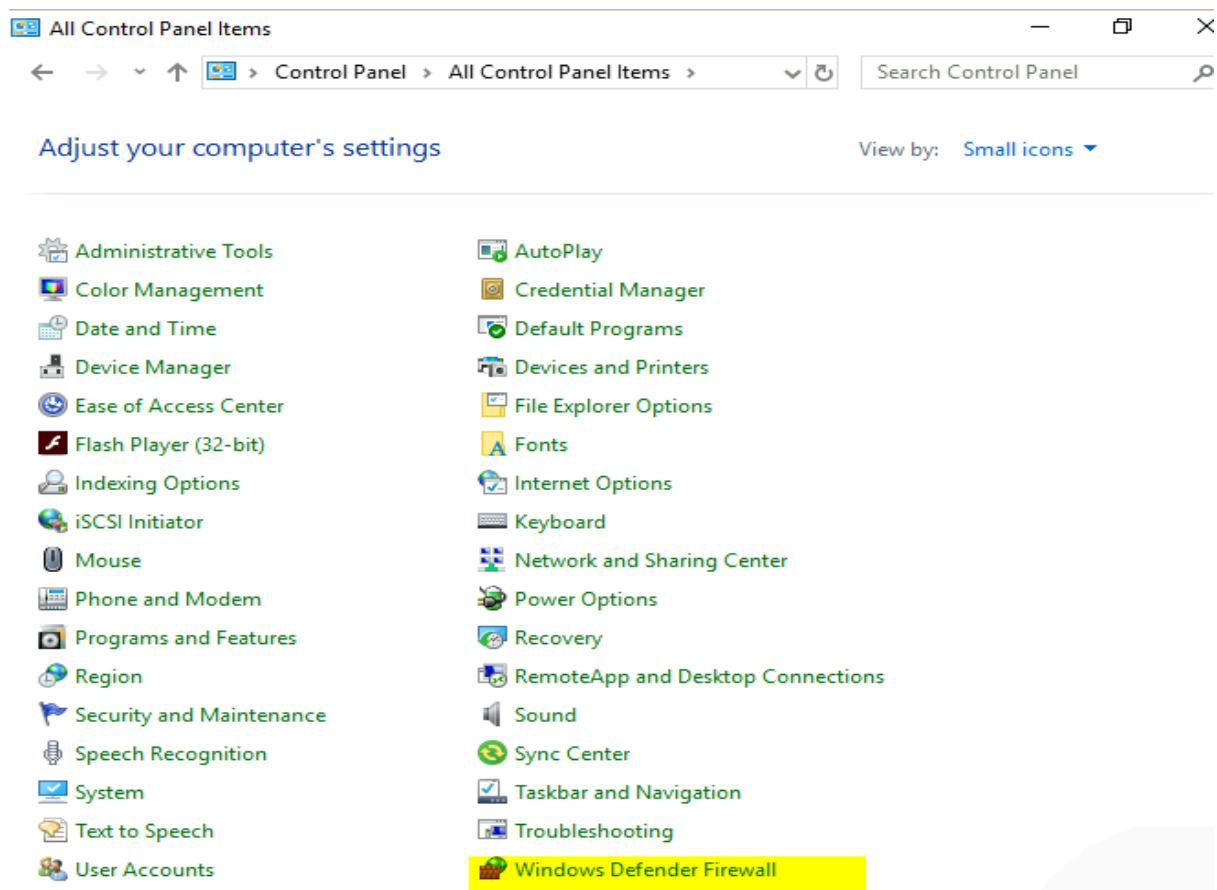 All Control Panel Items
Control Panel > All Control Panel Items > Search Control Panel
Adjust your computer's settings
View by: Small icons
Administrative Tools
AutoPlay
Color Management
Credential Manager
Date and Time
Default Programs
Device Manager
Devices and Printers
Ease of Access Center
File Explorer Options
Flash Player (32-bit)
Fonts
Indexing Options
Internet Options
iSCSI Initiator
Keyboard
Mouse
Network and Sharing Center
Phone and Modem
Power Options
Programs and Features
Recovery
Region
RemoteApp and Desktop Connections
Security and Maintenance
Sound
Speech Recognition
Sync Center
System
Taskbar and Navigation
Text to Speech
Troubleshooting
User Accounts
Windows Defender Firewall